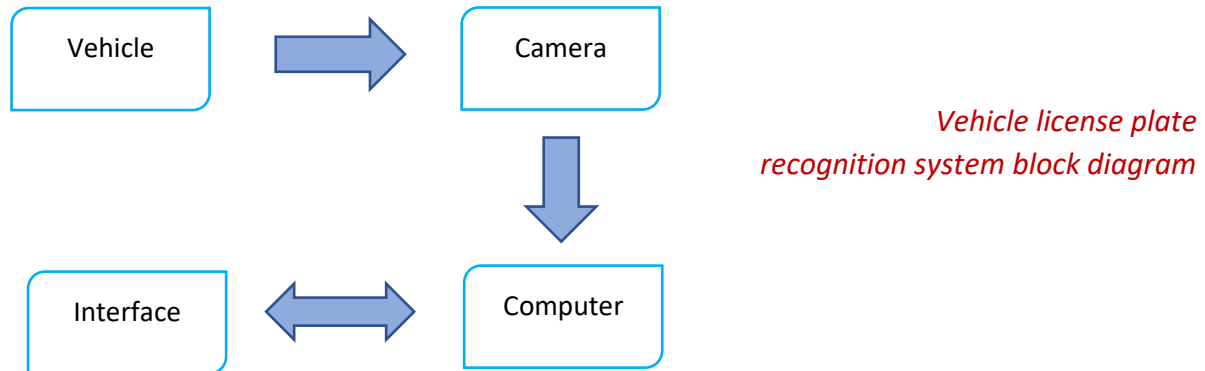 Vehicle
Camera
Vehicle license plate
recognition system block diagram
Interface
Computer